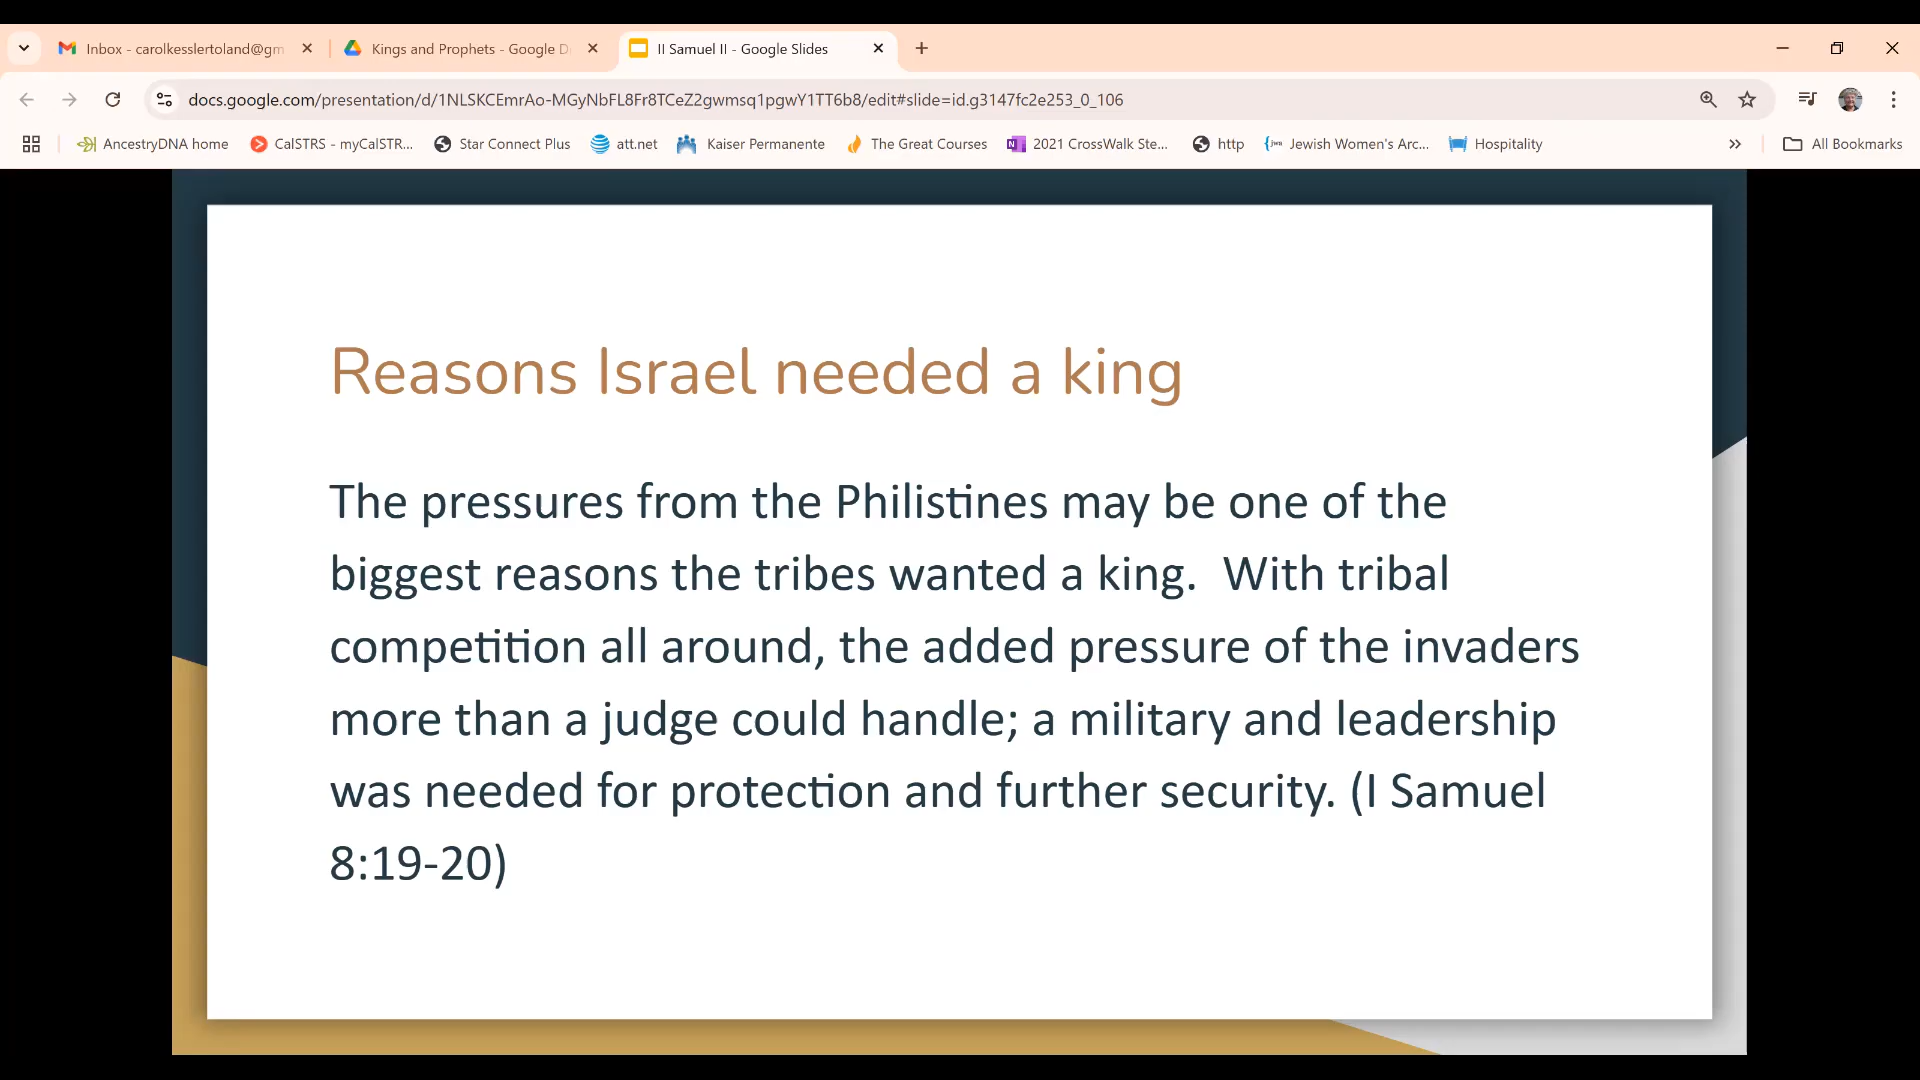 Inbox - carolkesslertoland@gm
Kings and Prophets - Google D
II Samuel II - Google Slides
docs.google.com/presentation/d/1NLSKCEmrAo-MGyNbFL8Fr8TCeZ2gwmsq1pgwY1TT6b8/edit#slide=id.g3147fc2e253_0_106
AncestryDNA home
CalSTRS - myCalSTR...
Star Connect Plus
att.net
Kaiser Permanente
The Great Courses
2021 CrossWalk Ste...
http
Jewish Women's Arc...
Hospitality
All Bookmarks
Reasons Israel needed a king
The pressures from the Philistines may be one of the
biggest reasons the tribes wanted a king.  With tribal
competition all around, the added pressure of the invaders
more than a judge could handle; a military and leadership
was needed for protection and further security. (I Samuel
8:19-20)